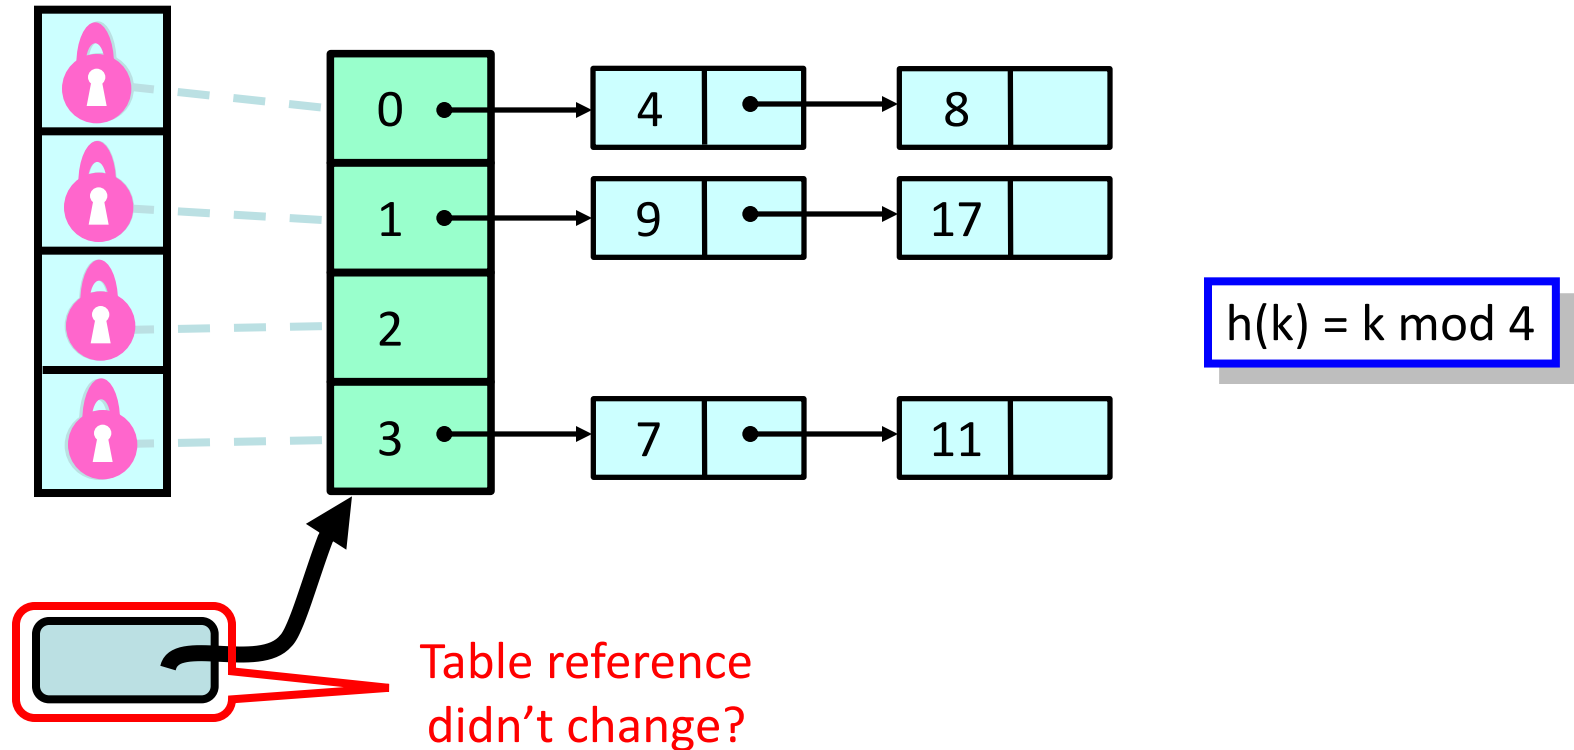 0 4 8
1 9 17
2
h(k) = k mod 4
3 7 11
Table reference
didn’t change?